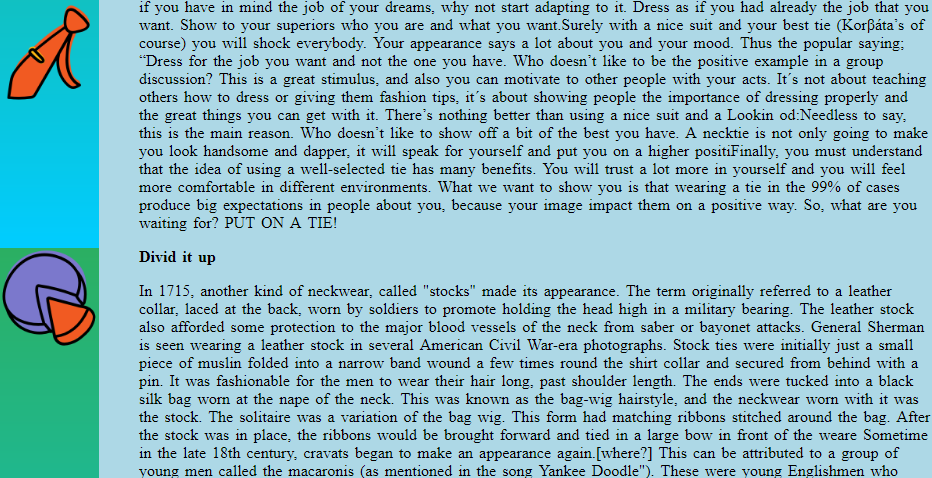 if you have in mind the job of your dreams, why not start adapting to it. Dress as if you had already the job that you
want. Show to your superiors who you are and what you want.Surely with a nice suit and your best tie (Korβáta's of
course) you will shock everybody. Your appearance says a lot about you and your mood. Thus the popular saying;
“Dress for the job you want and not the one you have. Who doesn't like to be the positive example in a group
discussion? This is a great stimulus, and also you can motivate to other people with your acts. It´s not about teaching
others how to dress or giving them fashion tips, it´s about showing people the importance of dressing properly and
the great things you can get with it. There's nothing better than using a nice suit and a Lookin od:Needless to say,
this is the main reason. Who doesn't like to show off a bit of the best you have. A necktie is not only going to make
you look handsome and dapper, it will speak for yourself and put you on a higher positiFinally, you must understand
that the idea of using a well-selected tie has many benefits. You will trust a lot more in yourself and you will feel
more comfortable in different environments. What we want to show you is that wearing a tie in the 99% of cases
produce big expectations in people about you, because your image impact them on a positive way. So, what are you
waiting for? PUT ON A TIE!
Divid it up
In 1715, another kind of neckwear, called "stocks" made its appearance. The term originally referred to a leather
collar, laced at the back, worn by soldiers to promote holding the head high in a military bearing. The leather stock
also afforded some protection to the major blood vessels of the neck from saber or bayonet attacks. General Sherman
is seen wearing a leather stock in several American Civil War-era photographs. Stock ties were initially just a small
piece of muslin folded into a narrow band wound a few times round the shirt collar and secured from behind with a
pin. It was fashionable for the men to wear their hair long, past shoulder length. The ends were tucked into a black
silk bag worn at the nape of the neck. This was known as the bag-wig hairstyle, and the neckwear worn with it was
the stock. The solitaire was a variation of the bag wig. This form had matching ribbons stitched around the bag. After
the stock was in place, the ribbons would be brought forward and tied in a large bow in front of the weare Sometime
in the late 18th century, cravats began to make an appearance again.[where?] This can be attributed to a group of
young men called the macaronis (as mentioned in the song Yankee Doodle"). These were young Englishmen who